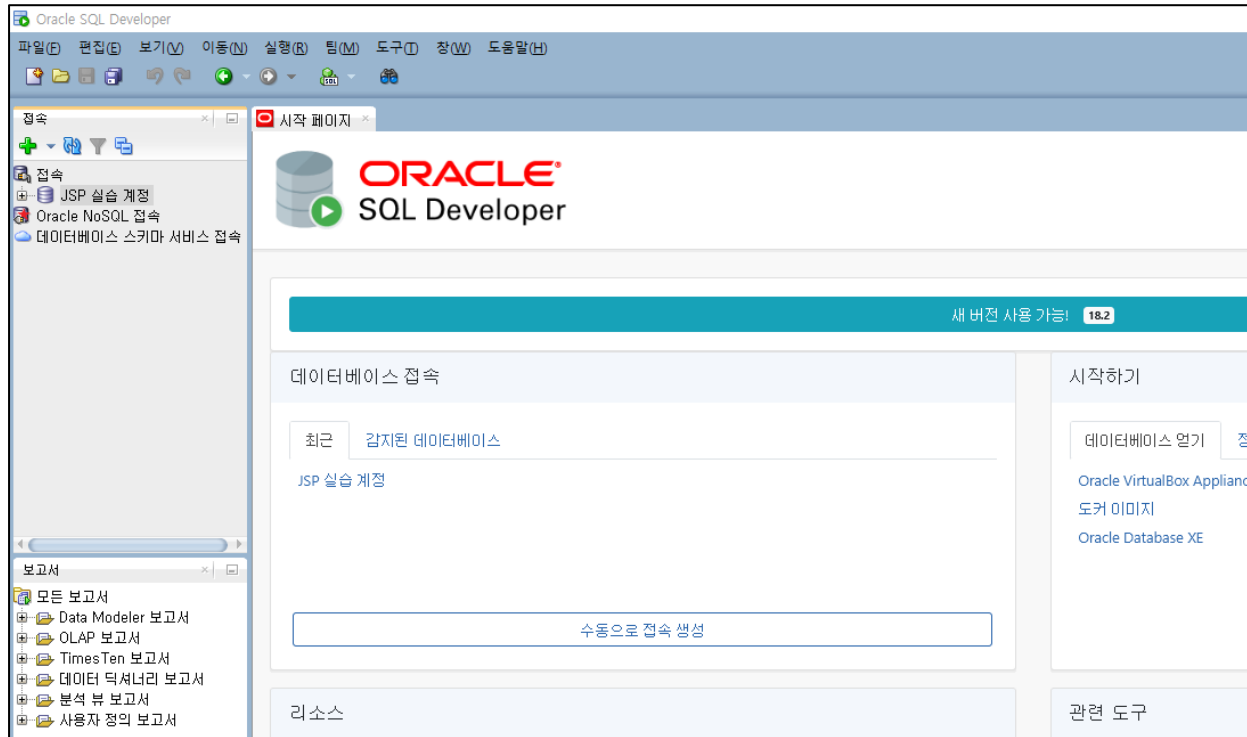 Oracle SQL Developer
파일(F) 편집(E) 보기(V) 이동(N) 실행(R) 팀(M) 도구(T) 창(W) 도움말(H)
SQL
접속
시작 페이지
접속
JSP 실습 계정
Oracle NoSQL 접속
데이터베이스 스키마 서비스 접속
ORACLE
SQL Developer
새 버전 사용 가능! 18.2
데이터베이스 접속
최근 감지된 데이터베이스
JSP 실습 계정
수동으로 접속 생성
리소스
시작하기
데이터베이스 얻기
Oracle VirtualBox
도커 이미지
Oracle Database XE
관련 도구
보고서
모든 보고서
Data Modeler 보고서
OLAP 보고서
TimesTen 보고서
데이터 딕셔너리 보고서
분석 뷰 보고서
사용자 정의 보고서